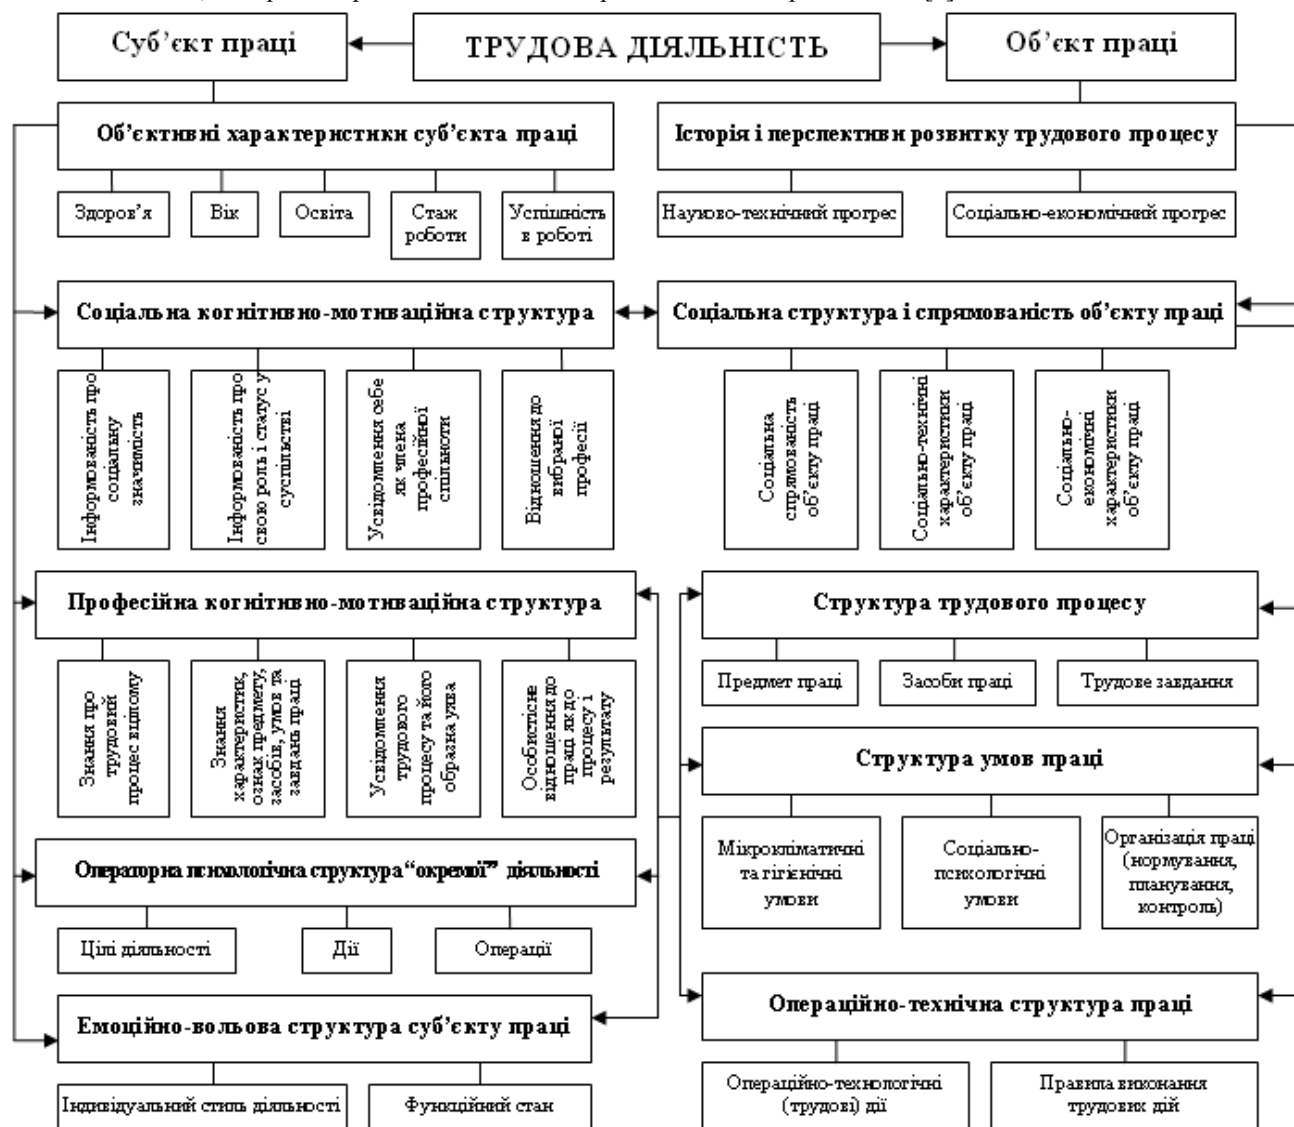 Суб’єкт праці
ТРУДОВА ДІЯЛЬНІСТЬ
Об’єкт праці
Об’єктивні характеристики суб’єкта праці
Історія і перспективи розвитку трудового процесу
Здоров’я
Вік
Освіта
Стаж
роботи
Успішність
в роботі
Науково-технічний прогрес
Соціально-економічний прогрес
Соціальна когнітивно-мотиваційна структура
Соціальна структура і спрямованість об’єкту праці
Інформованість про
соціальну
значимість
Інформованість про
свою роль і статус у
суспільстві
Усвідомлення себе
як члена
професійної
спільноти
Відношення до
вибраної
професії
Соціальна
спрямованість
об’єкту праці
Соціально-технічні
характеристики
об’єкту праці
Соціально-
економічні
характеристики
об’єкту праці
Професійна когнітивно-мотиваційна структура
Структура трудового процесу
Знання про
трудовий
процес вцілому
Знання
характеристик,
ознак предмету,
засобів, умов та
завдань праці
Усвідомлення
трудового
процесу та його
образна уява
Особистісне
відношення до
праці як до
процесу і
результату
Предмет праці
Засоби праці
Трудове завдання
Структура умов праці
Мікрокліматичні
та гігієнічні
умови
Соціально-
психологічні
умови
Організація праці
(нормування,
планування,
контроль)
Операторна психологічна структура “окремої” діяльності
Цілі діяльності
Дії
Операції
Емоційно-вольова структура суб’єкту праці
Операційно-технічна структура праці
Індивідуальний стиль діяльності
Функційний стан
Операційно-технологічні
(трудові) дії
Правила виконання
трудових дій